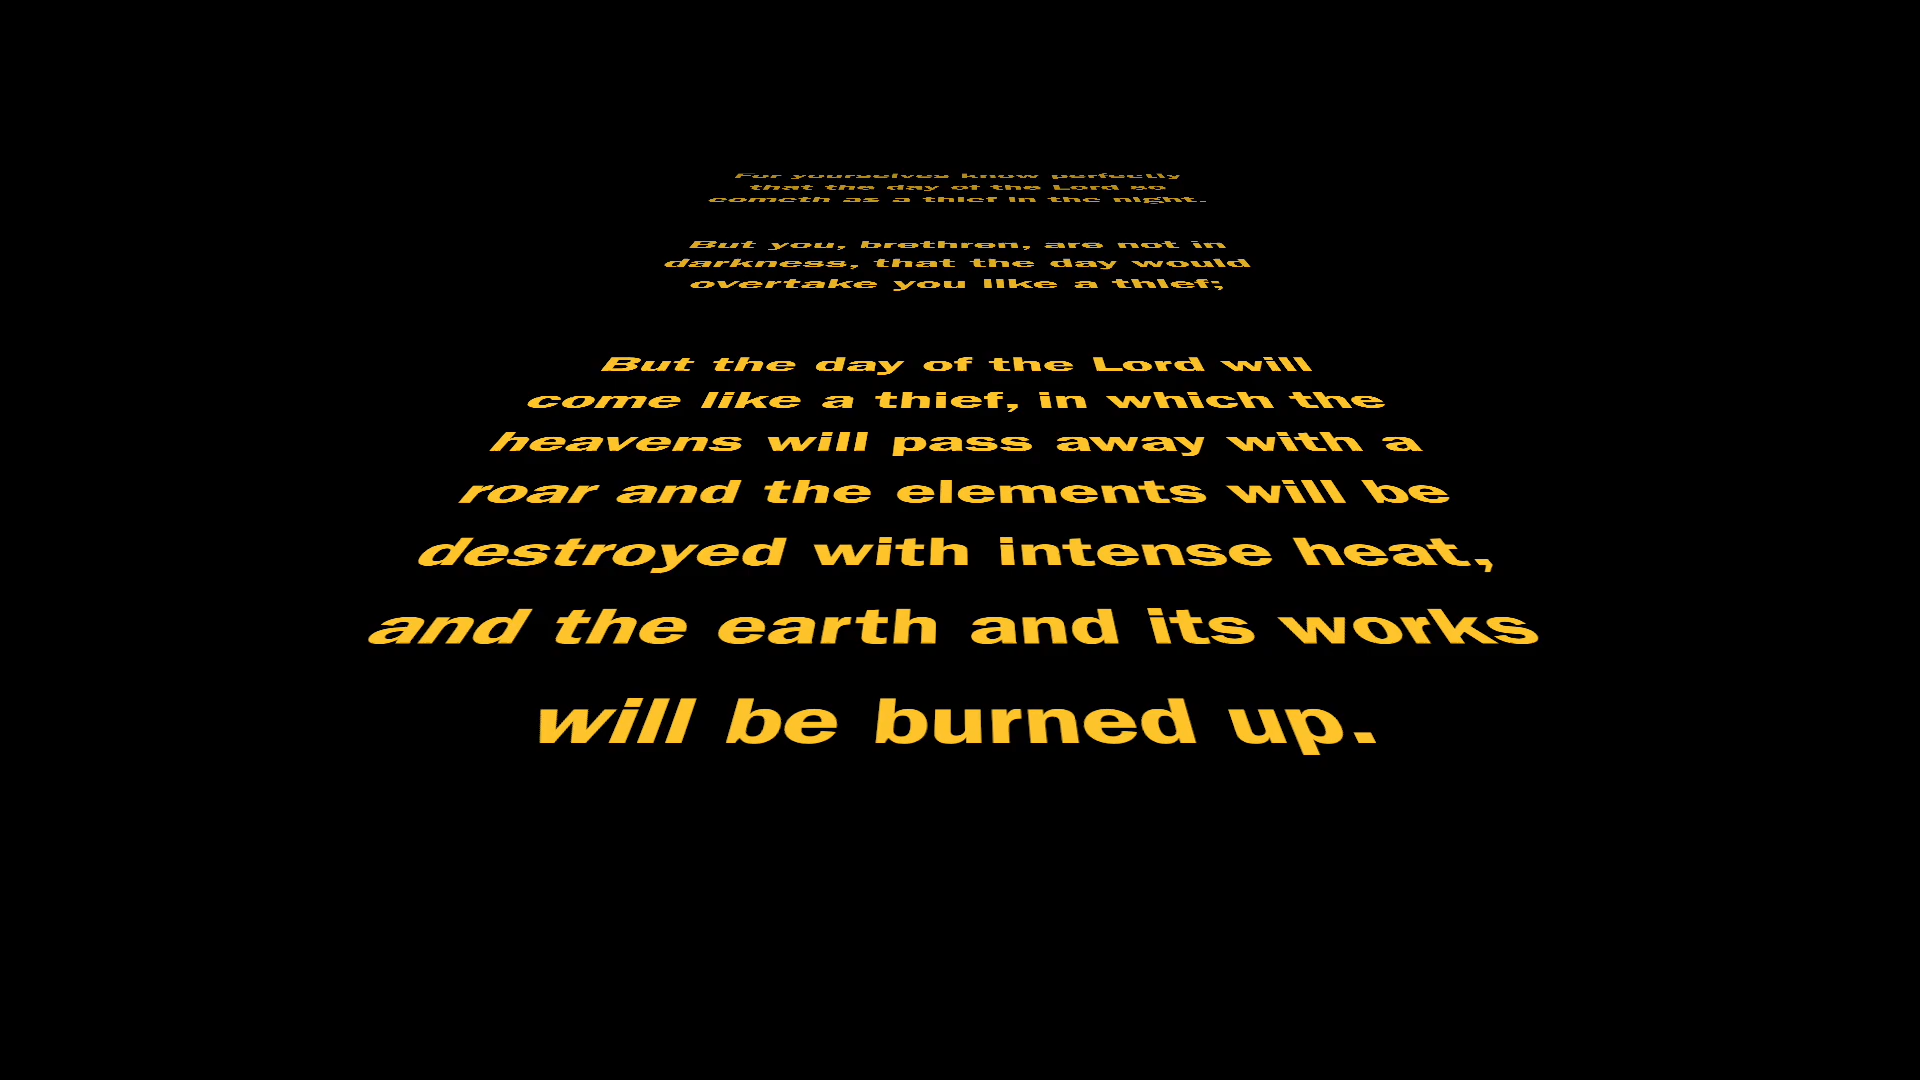 For yourselves know perfectly
that the day of the Lord so
cometh as a thief in the night.
But you, brethren, are not in
darkness, that the day would
overtake you like a thief;
But the day of the Lord will
come like a thief, in which the
heavens will pass away with a
roar and the elements will be
destroyed with intense heat,
and the earth and its works
will be burned up.